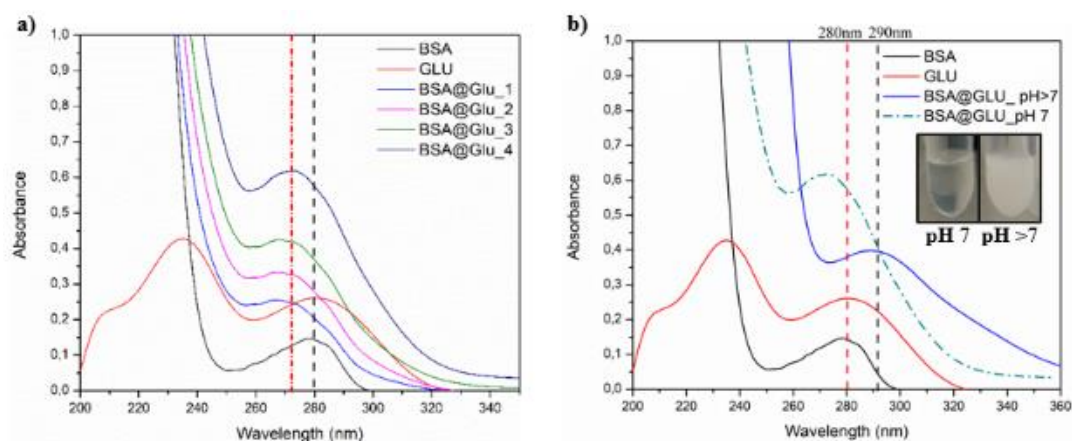 a)
1,0
0,9
0,8
0,7
0,6
0,5
0,4
0,3
0,2
0,1
0,0
Absorbance
BSA
GLU
BSA@Glu_1
BSA@Glu_2
BSA@Glu_3
BSA@Glu_4
200 220 240 260 280 300 320 340
Wavelength (nm)
b)
280nm 290nm
1,0
0,9
0,8
0,7
0,6
0,5
0,4
0,3
0,2
0,1
0,0
Absorbance
BSA
GLU
BSA@GLU_ pH>7
BSA@GLU_pH 7
pH 7 pH >7
200 220 240 260 280 300 320 340 360
Wavelength (nm)